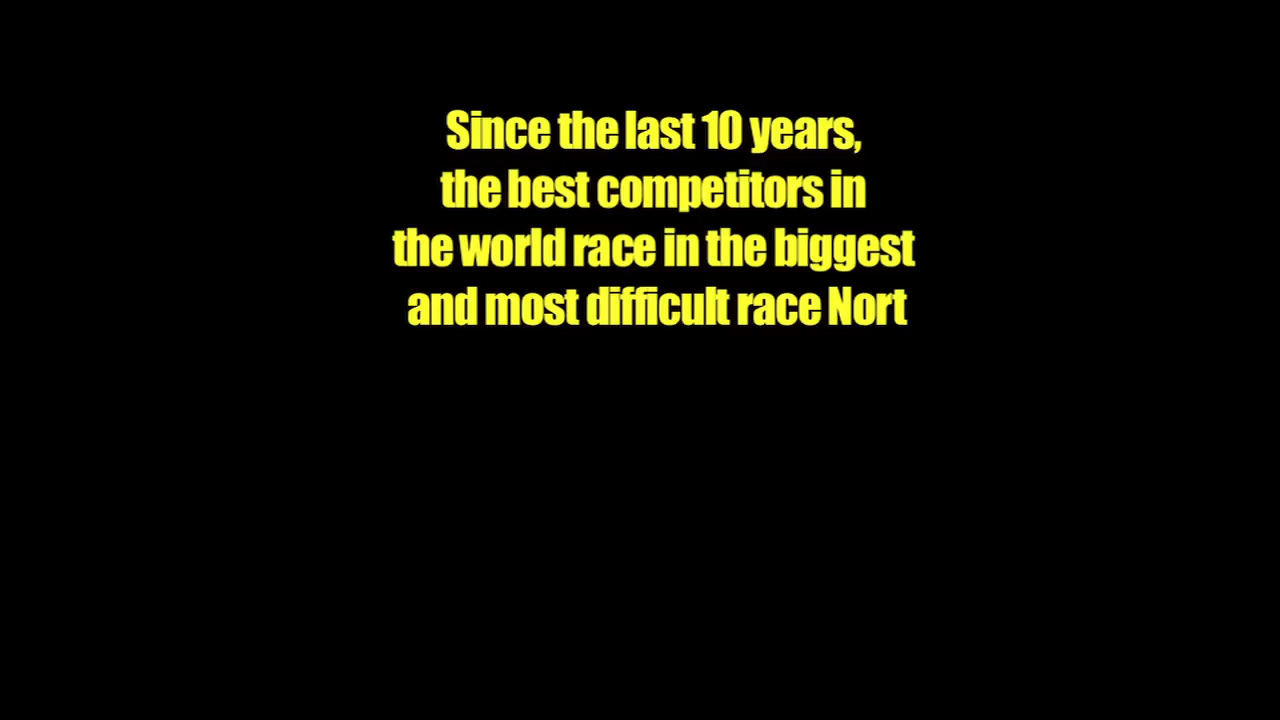 Since the last 10 years,
the best competitors in
the world race in the biggest
and most difficult race Nort